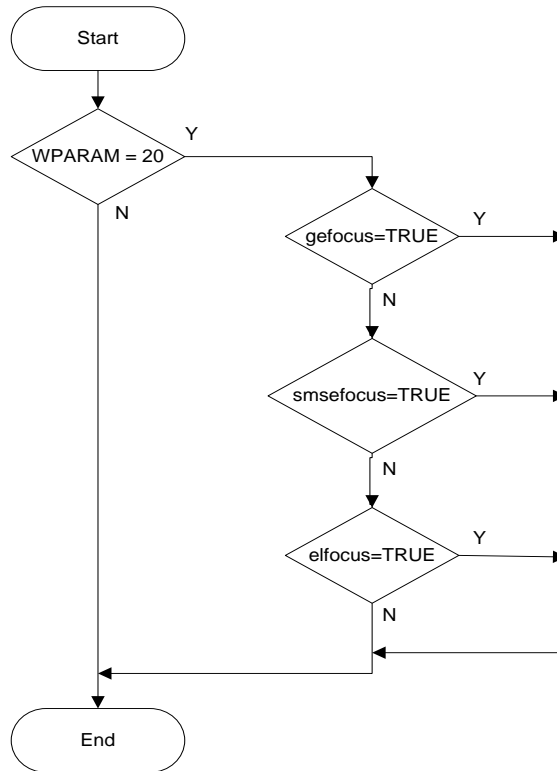 Start
Y
WPARAM = 20
N
gefocus=TRUE
Y
N
smsefocus=TRUE
Y
N
elfocus=TRUE
Y
N
End